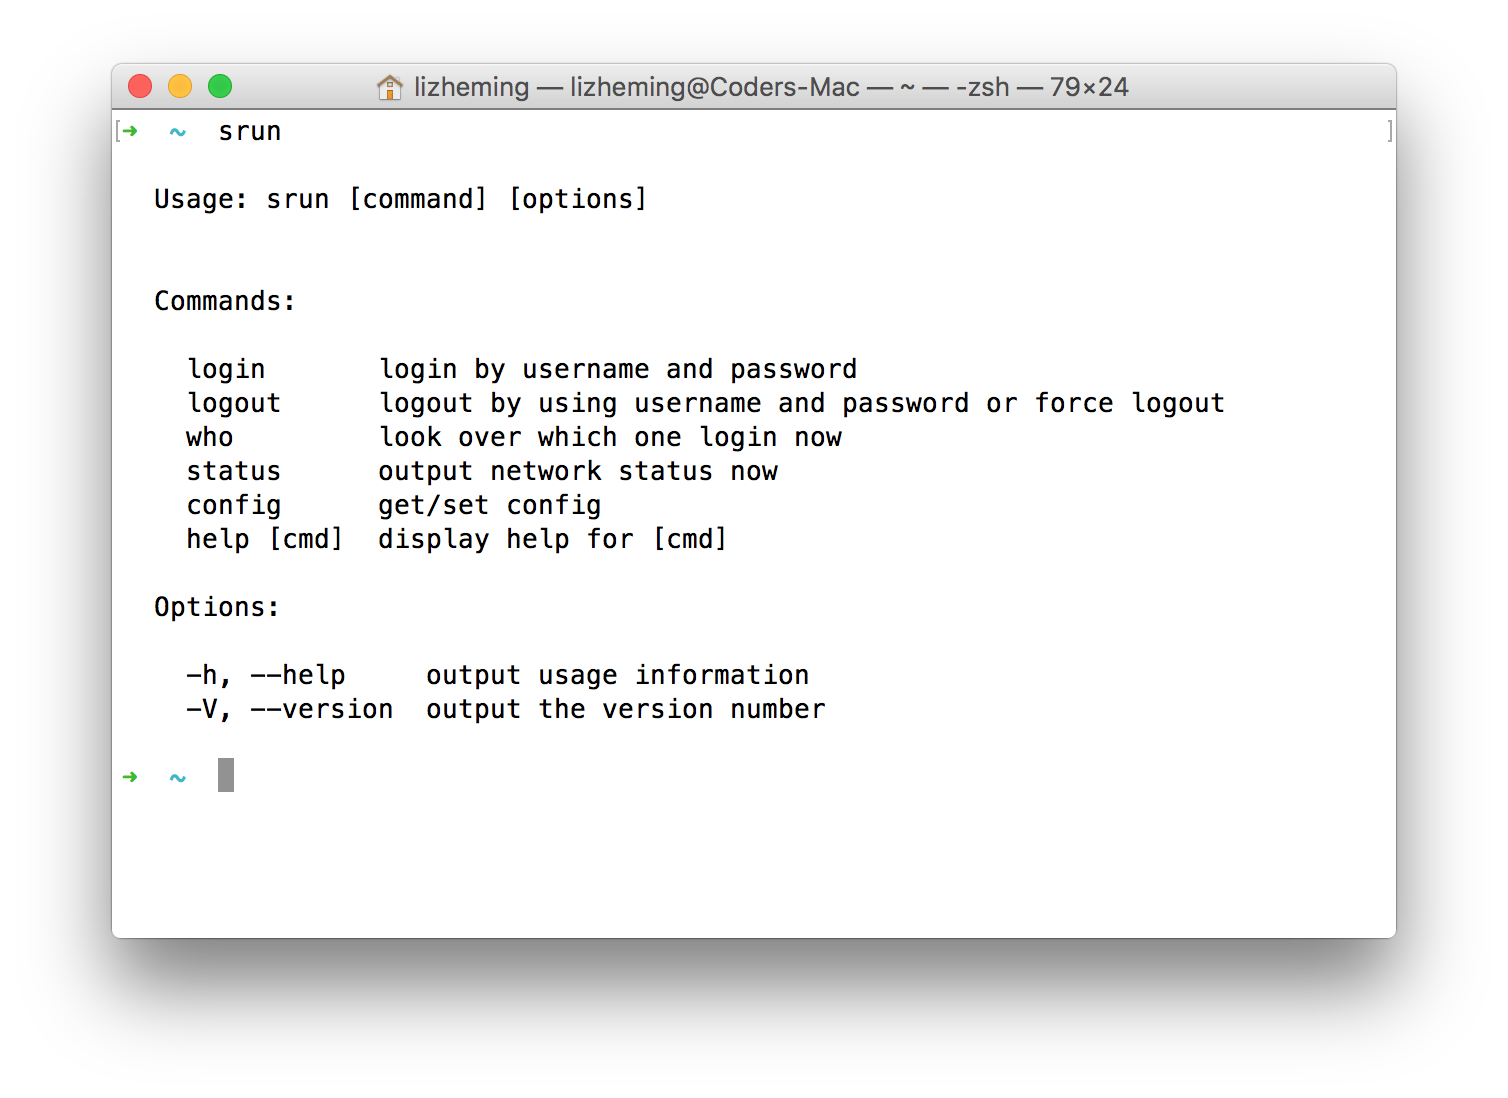 lizheming — lizheming@Coders-Mac — ~ — -zsh — 79×24
[➜  ~  srun ]
Usage: srun [command] [options]
Commands:
login       login by username and password
logout      logout by using username and password or force logout
who         look over which one login now
status      output network status now
config      get/set config
help [cmd]  display help for [cmd]
Options:
-h, --help     output usage information
-V, --version  output the version number
➜  ~